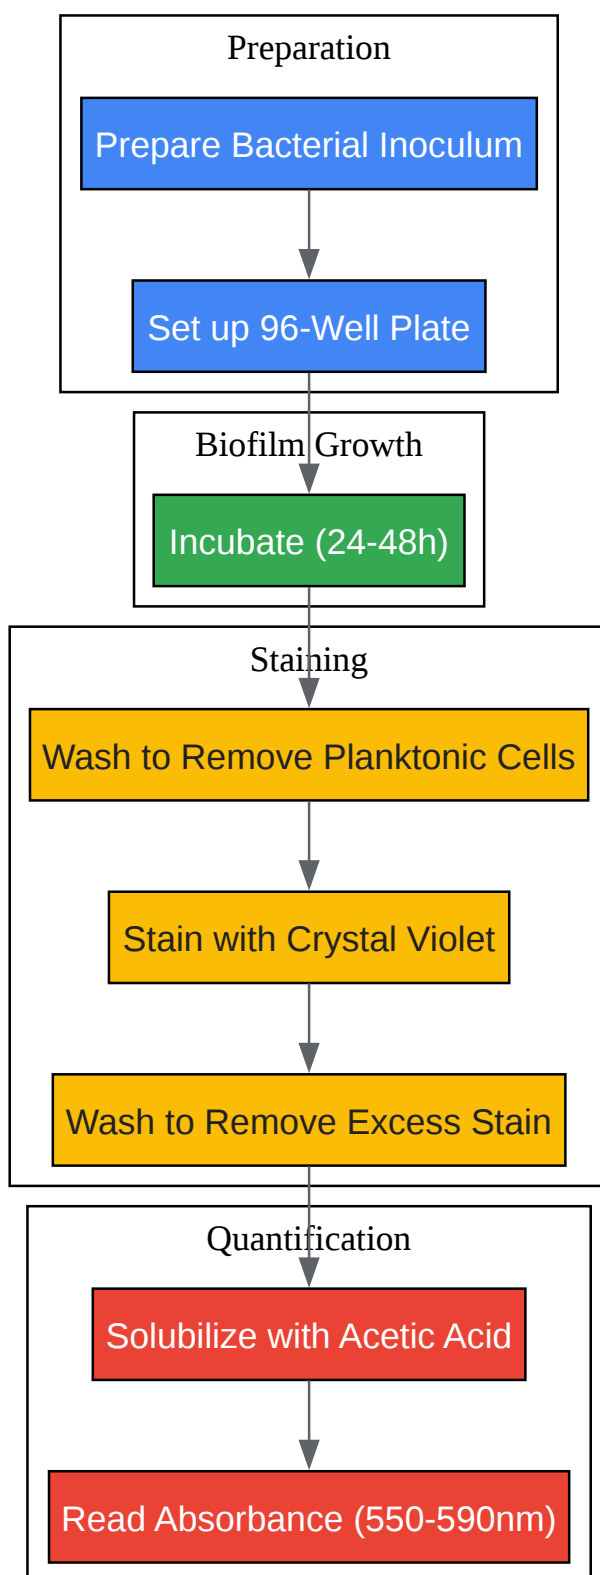 Preparation
Prepare Bacterial Inoculum
Set up 96-Well Plate
Biofilm Growth
Incubate (24-48h)
Staining
Wash to Remove Planktonic Cells
Stain with Crystal Violet
Wash to Remove Excess Stain
Quantification
Solubilize with Acetic Acid
Read Absorbance (550-590nm)